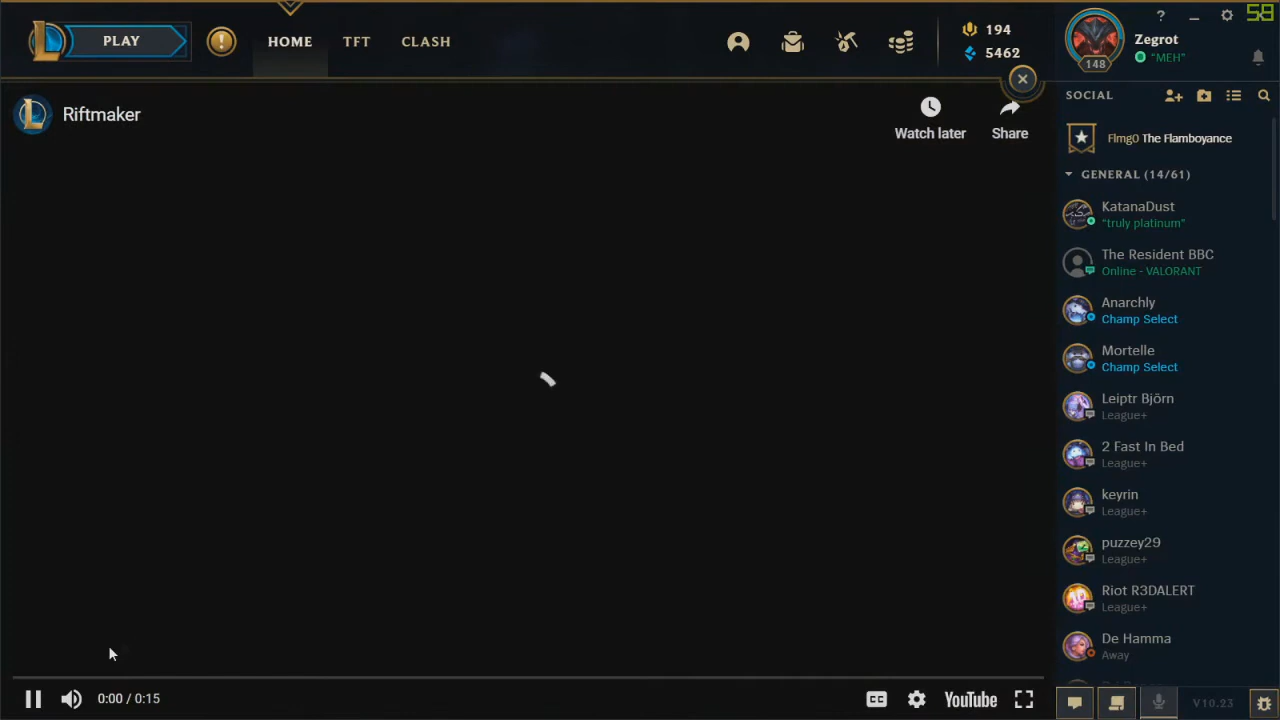 PLAY
HOME
TFT
CLASH
194
5462
148
Zegrot
"MEH"
?
58
Riftmaker
Watch later
Share
SOCIAL
Flmg0 The Flamboyance
GENERAL (14/61)
KatanaDust
"truly platinum"
The Resident BBC
Online - VALORANT
Anarchly
Champ Select
Mortelle
Champ Select
Leiptr Björn
League+
2 Fast In Bed
League+
keyrin
League+
puzzey29
League+
Riot R3DALERT
League+
De Hamma
Away
0:00 / 0:15
CC
YouTube
V10.23